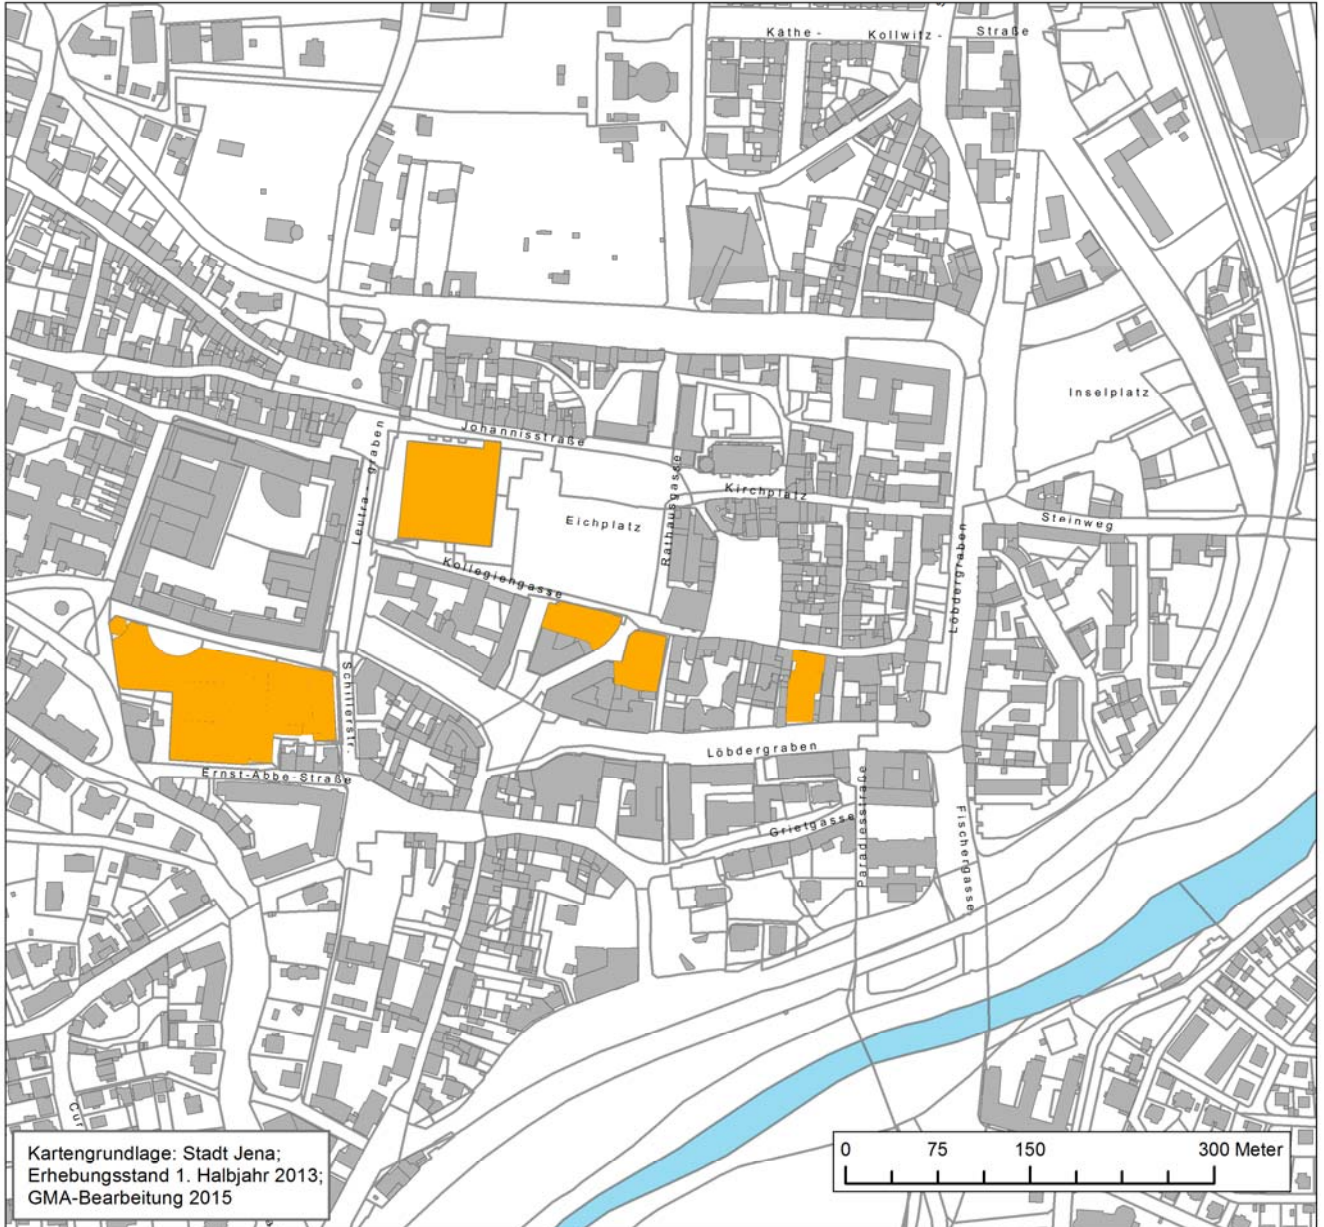 Käthe - Kollwitz - Straße
Inselplatz
Johannisstraße
Leutra - graben
Rathausgasse
Kirchplatz
Eichplatz
Steinweg
Kollegiengasse
Löbdergraben
Schillerstr.
Löbdergraben
Ernst-Abbe-Straße
Grietgasse
Paradiesstraße
Fischergasse
Cur
Kartengrundlage: Stadt Jena;
Erhebungsstand 1. Halbjahr 2013;
GMA-Bearbeitung 2015
0 75 150 300 Meter